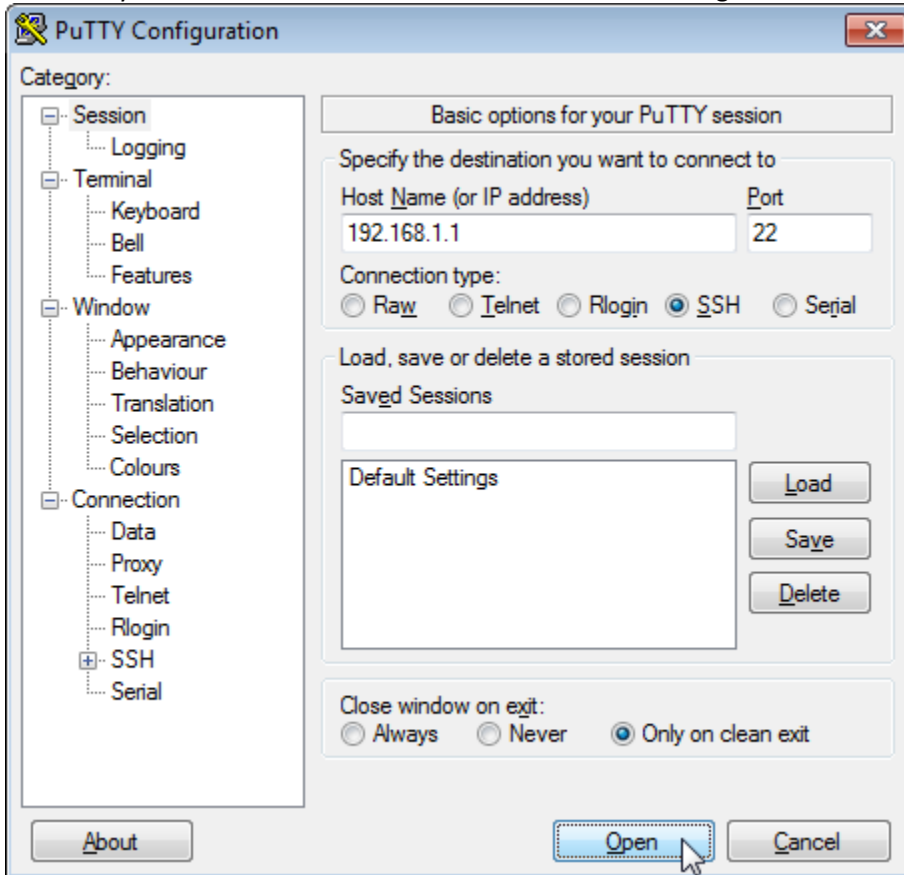 PuTTY Configuration
Category:
Session
Logging
Terminal
Keyboard
Bell
Features
Window
Appearance
Behaviour
Translation
Selection
Colours
Connection
Data
Proxy
Telnet
Rlogin
SSH
Serial
Basic options for your PuTTY session
Specify the destination you want to connect to
Host Name (or IP address) Port
192.168.1.1 22
Connection type:
Raw Telnet Rlogin SSH Serial
Load, save or delete a stored session
Saved Sessions
Default Settings
Load
Save
Delete
Close window on exit:
Always Never Only on clean exit
About Open Cancel